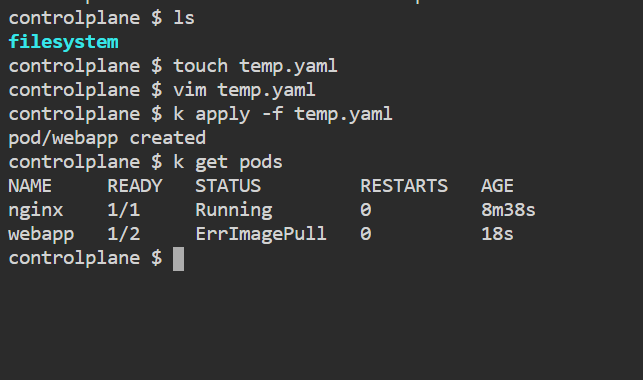 controlplane $ ls
filesystem
controlplane $ touch temp.yaml
controlplane $ vim temp.yaml
controlplane $ k apply -f temp.yaml
pod/webapp created
controlplane $ k get pods
NAME     READY   STATUS         RESTARTS   AGE
nginx    1/1     Running        0          8m38s
webapp   1/2     ErrImagePull   0          18s
controlplane $